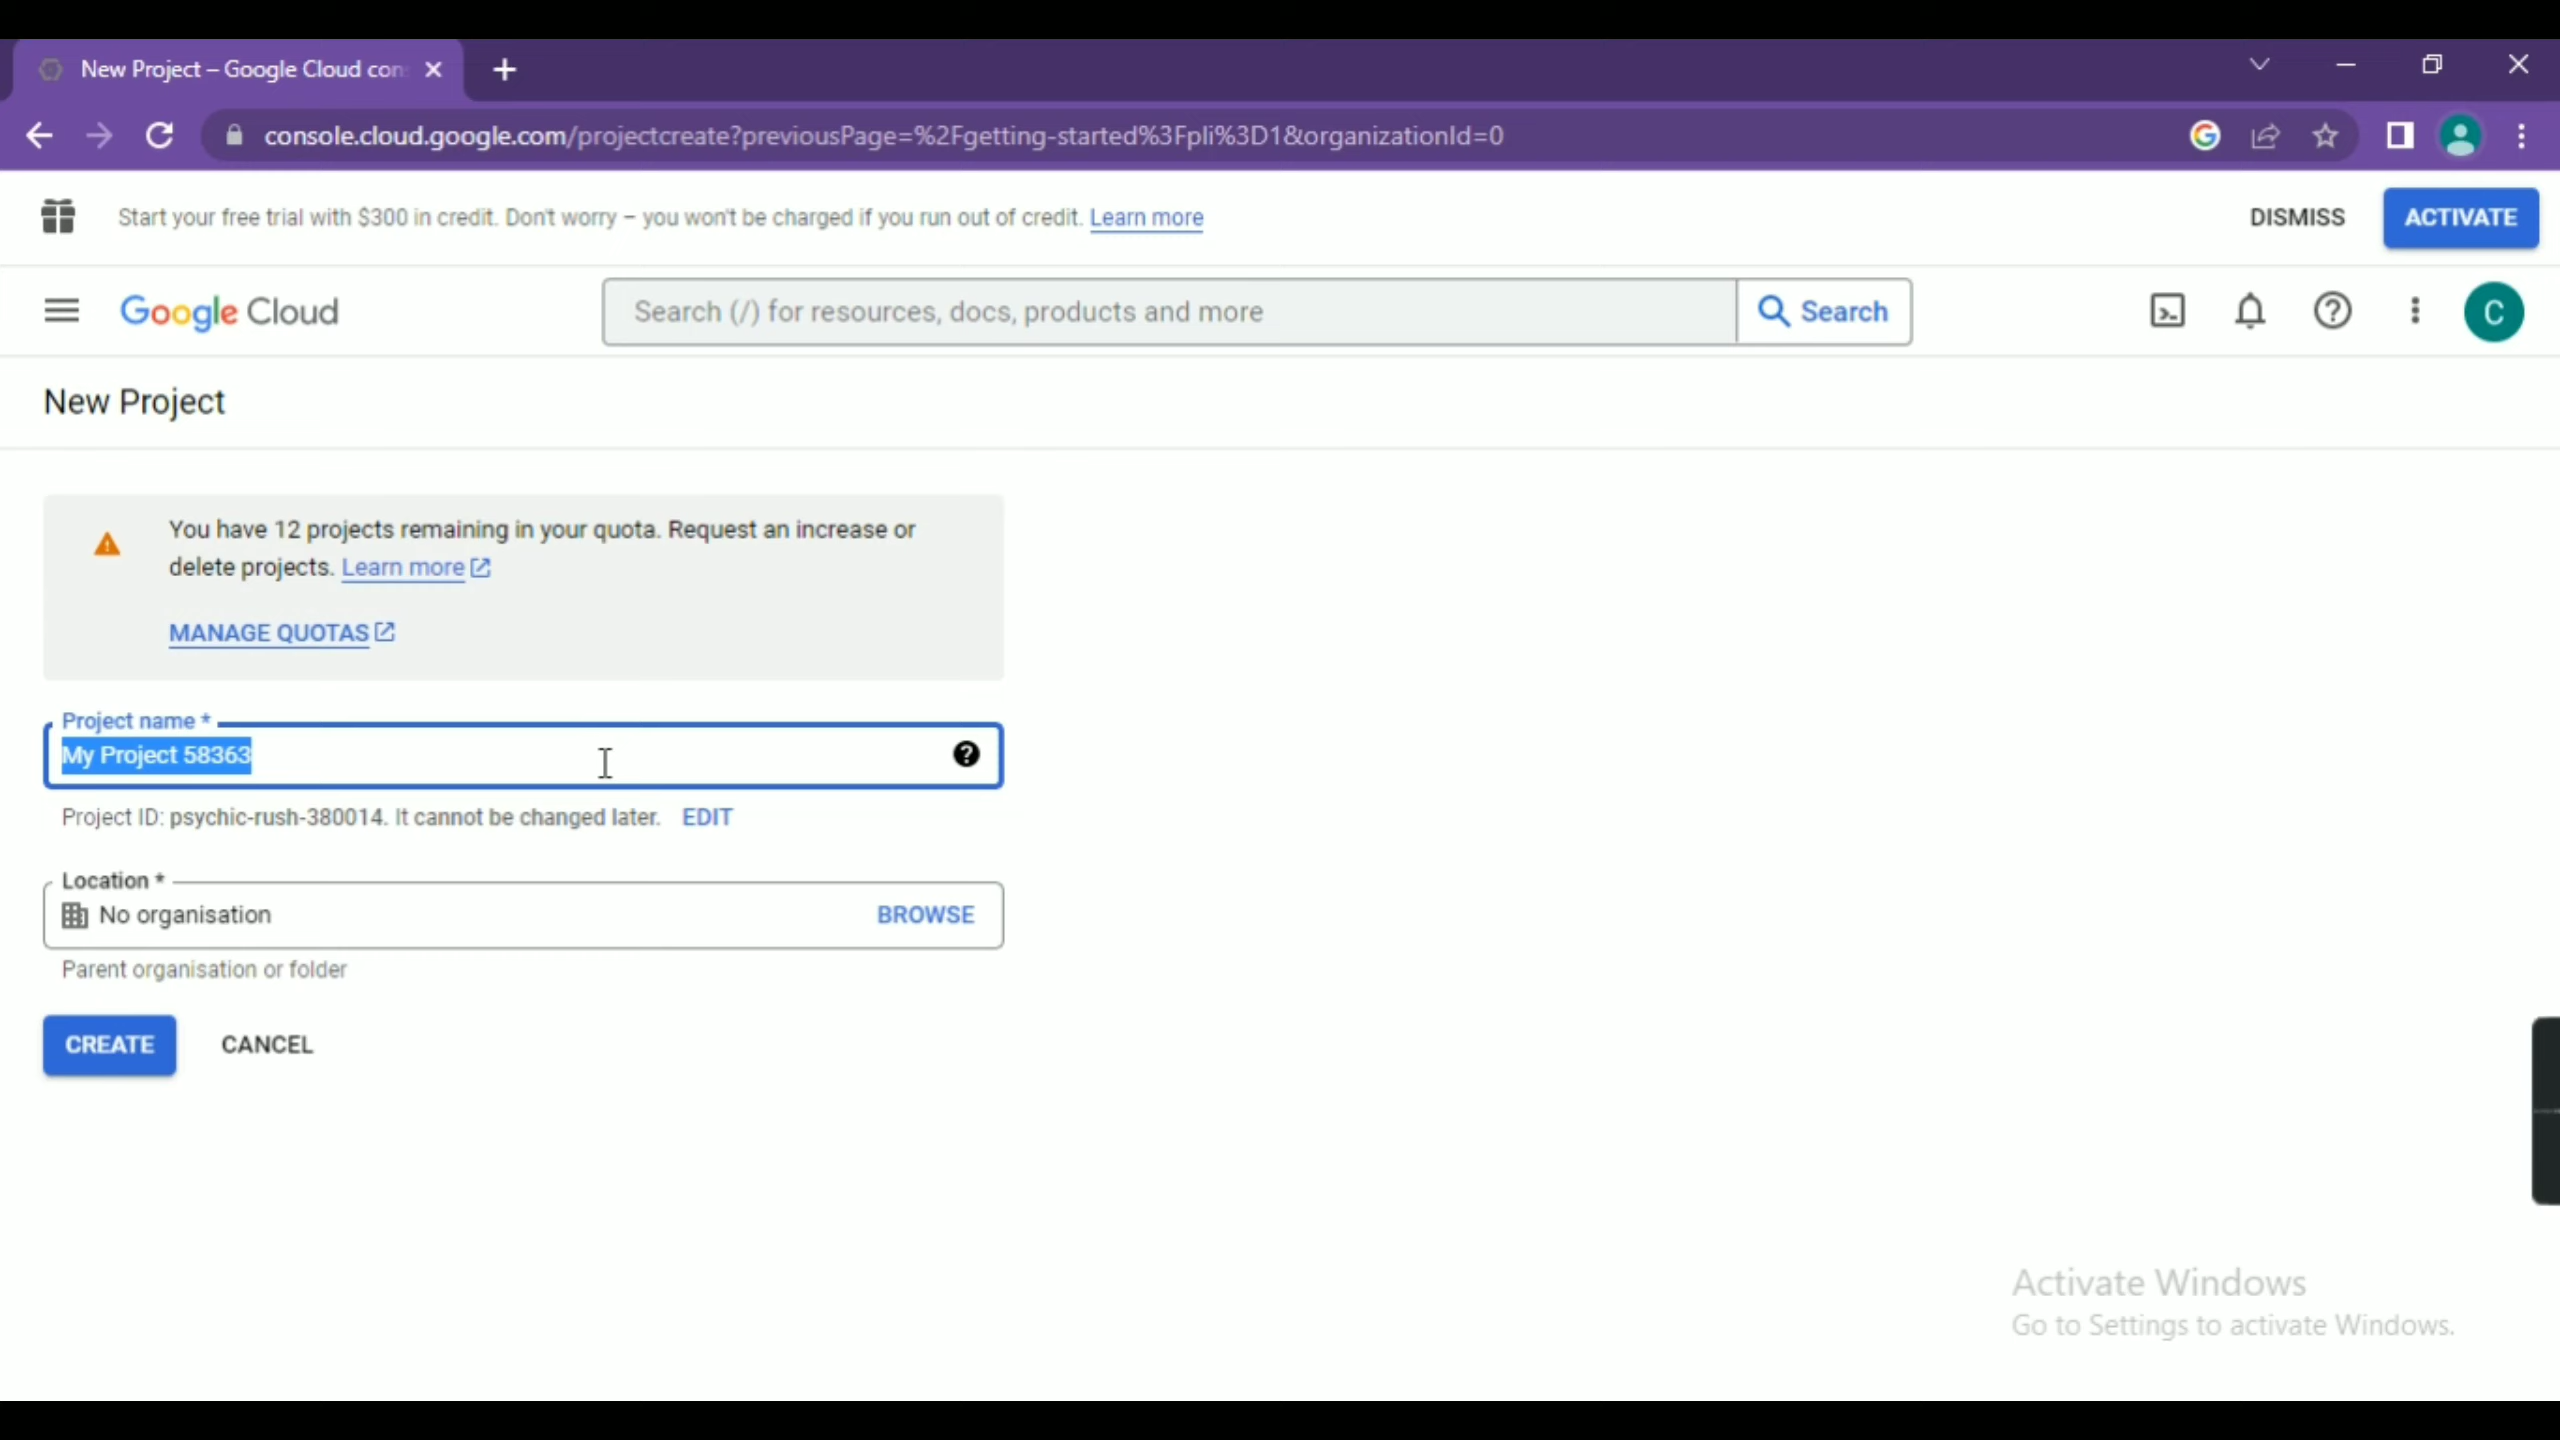 New Project – Google Cloud con
console.cloud.google.com/projectcreate?previousPage=%2Fgetting-started%3Fpli%3D1&organizationId=0
Start your free trial with $300 in credit. Don't worry – you won't be charged if you run out of credit. Learn more
DISMISS
ACTIVATE
Google Cloud
Search (/) for resources, docs, products and more
Search
C
New Project
You have 12 projects remaining in your quota. Request an increase or
delete projects. Learn more
MANAGE QUOTAS
Project name *
My Project 58363
Project ID: psychic-rush-380014. It cannot be changed later. EDIT
Location *
No organisation
BROWSE
Parent organisation or folder
CREATE
CANCEL
Activate Windows
Go to Settings to activate Windows.